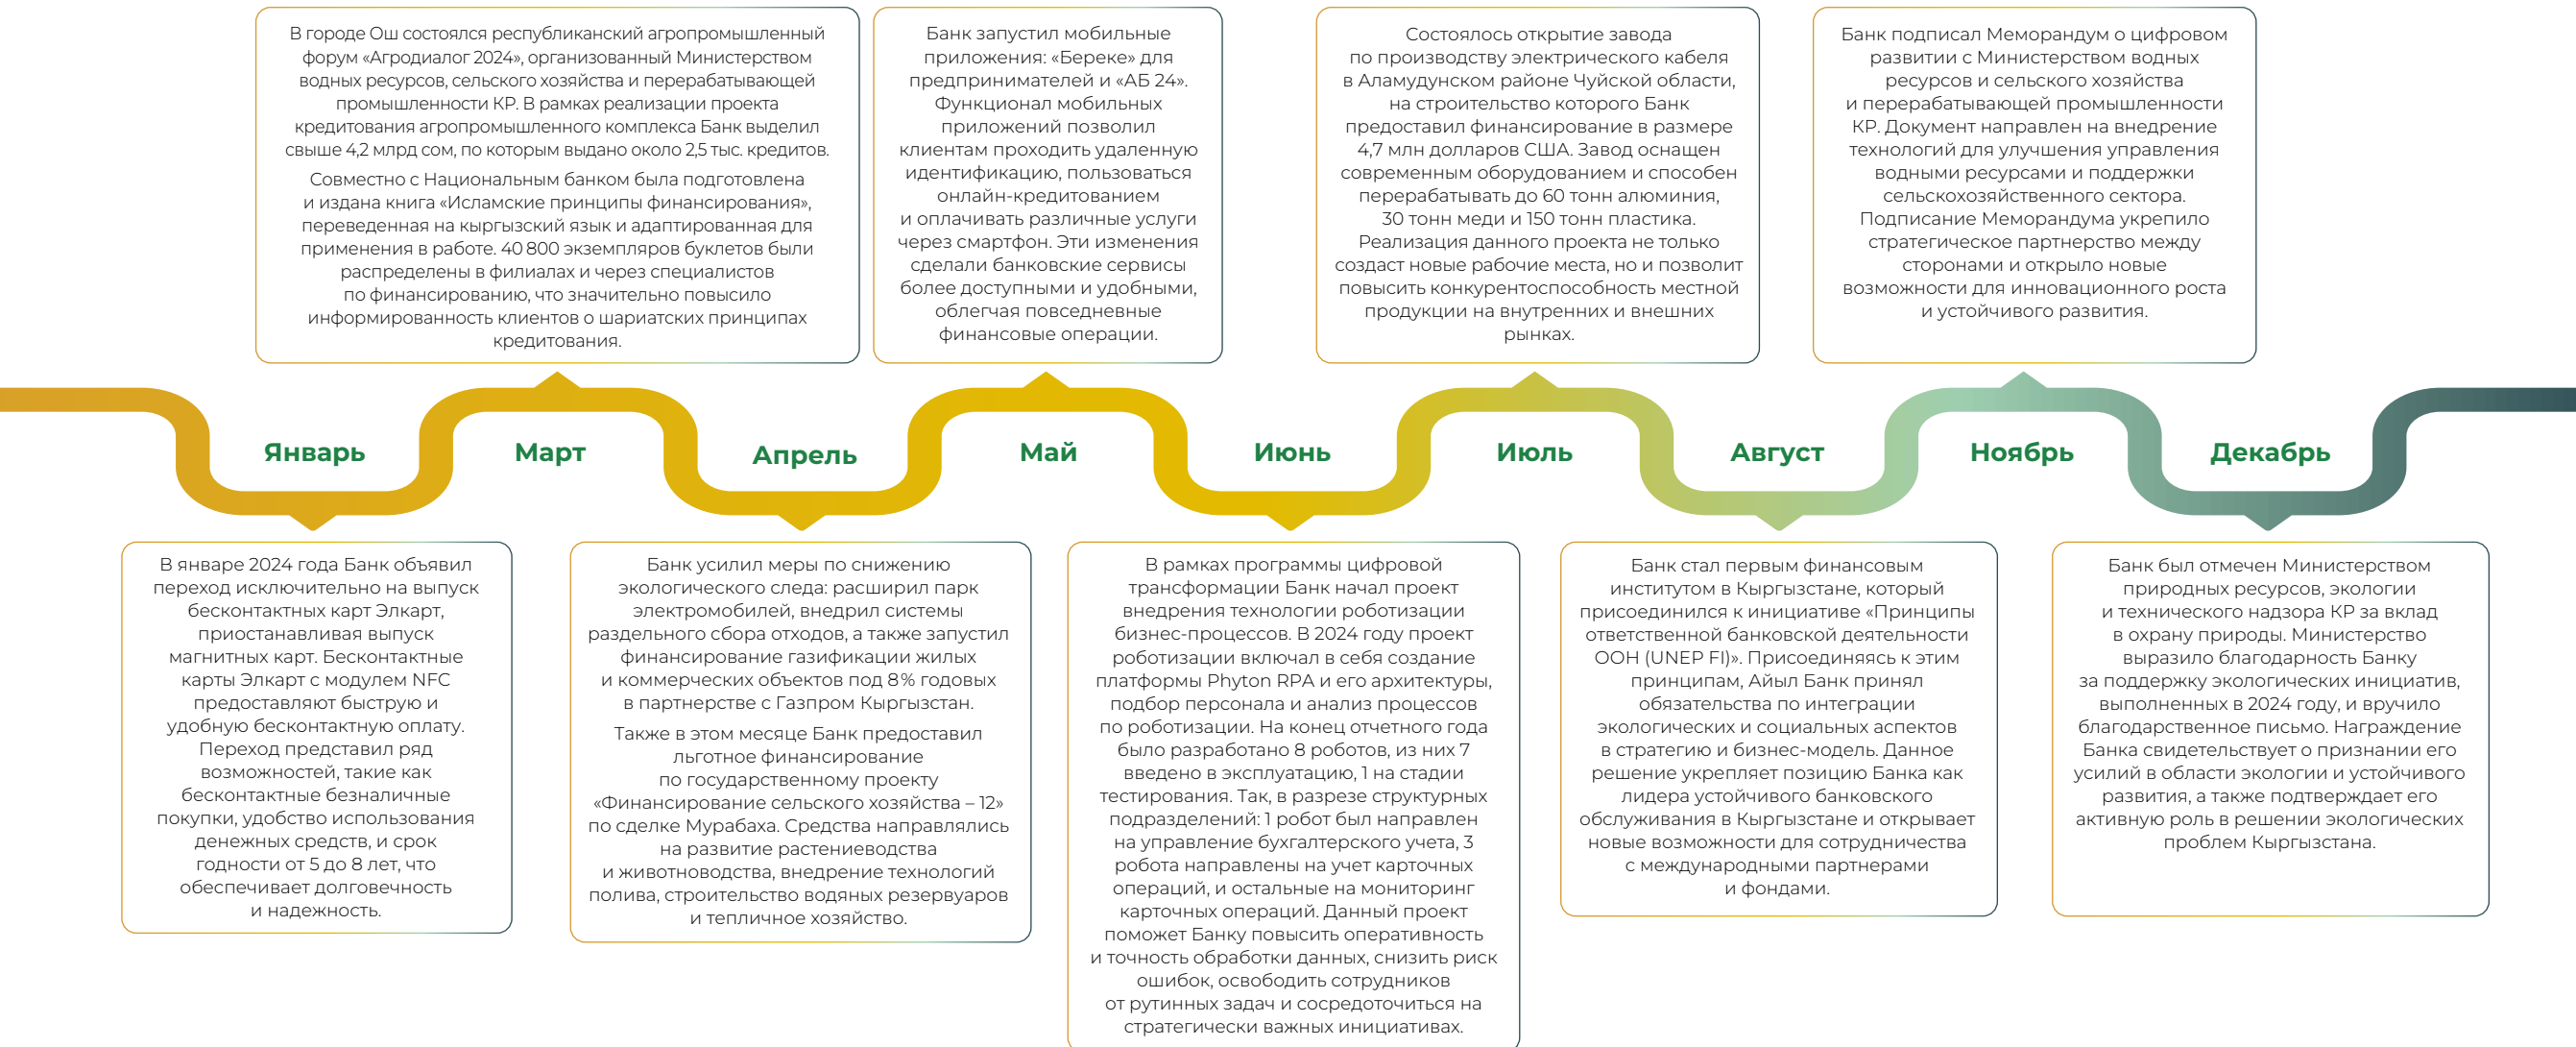 В городе Ош состоялся республиканский агропромышленный
форум «Агродиалог 2024», организованный Министерством
водных ресурсов, сельского хозяйства и перерабатывающей
промышленности КР. В рамках реализации проекта
кредитования агропромышленного комплекса Банк выделил
свыше 4,2 млрд сом, по которым выдано около 2,5 тыс. кредитов.
Совместно с Национальным банком была подготовлена
и издана книга «Исламские принципы финансирования»,
переведенная на кыргызский язык и адаптированная для
применения в работе. 40 800 экземпляров буклетов были
распределены в филиалах и через специалистов
по финансированию, что значительно повысило
информированность клиентов о шариатских принципах
кредитования.
Банк запустил мобильные
приложения: «Береке» для
предпринимателей и «АБ 24».
Функционал мобильных
приложений позволил
клиентам проходить удаленную
идентификацию, пользоваться
онлайн-кредитованием
и оплачивать различные услуги
через смартфон. Эти изменения
сделали банковские сервисы
более доступными и удобными,
облегчая повседневные
финансовые операции.
Состоялось открытие завода
по производству электрического кабеля
в Аламудунском районе Чуйской области,
на строительство которого Банк
предоставил финансирование в размере
4,7 млн долларов США. Завод оснащен
современным оборудованием и способен
перерабатывать до 60 тонн алюминия,
30 тонн меди и 150 тонн пластика.
Реализация данного проекта не только
создаст новые рабочие места, но и позволит
повысить конкурентоспособность местной
продукции на внутренних и внешних
рынках.
Банк подписал Меморандум о цифровом
развитии с Министерством водных
ресурсов и сельского хозяйства
и перерабатывающей промышленности
КР. Документ направлен на внедрение
технологий для улучшения управления
водными ресурсами и поддержки
сельскохозяйственного сектора.
Подписание Меморандума укрепило
стратегическое партнерство между
сторонами и открыло новые
возможности для инновационного роста
и устойчивого развития.
Январь
Март
Апрель
Май
Июнь
Июль
Август
Ноябрь
Декабрь
В январе 2024 года Банк объявил
переход исключительно на выпуск
бесконтактных карт Элкарт,
приостанавливая выпуск
магнитных карт. Бесконтактные
карты Элкарт с модулем NFC
предоставляют быструю и
удобную бесконтактную оплату.
Переход представил ряд
возможностей, такие как
бесконтактные безналичные
покупки, удобство использования
денежных средств, и срок
годности от 5 до 8 лет, что
обеспечивает долговечность
и надежность.
Банк усилил меры по снижению
экологического следа: расширил парк
электромобилей, внедрил системы
раздельного сбора отходов, а также запустил
финансирование газификации жилых
и коммерческих объектов под 8% годовых
в партнерстве с Газпром Кыргызстан.
Также в этом месяце Банк предоставил
льготное финансирование
по государственному проекту
«Финансирование сельского хозяйства – 12»
по сделке Мурабаха. Средства направлялись
на развитие растениеводства
и животноводства, внедрение технологий
полива, строительство водяных резервуаров
и тепличное хозяйство.
В рамках программы цифровой
трансформации Банк начал проект
внедрения технологии роботизации
бизнес-процессов. В 2024 году проект
роботизации включал в себя создание
платформы Phyton RPA и его архитектуры,
подбор персонала и анализ процессов
по роботизации. На конец отчетного года
было разработано 8 роботов, из них 7
введено в эксплуатацию, 1 на стадии
тестирования. Так, в разрезе структурных
подразделений: 1 робот был направлен
на управление бухгалтерского учета, 3
робота направлены на учет карточных
операций, и остальные на мониторинг
карточных операций. Данный проект
поможет Банку повысить оперативность
и точность обработки данных, снизить риск
ошибок, освободить сотрудников
от рутинных задач и сосредоточиться на
стратегически важных инициативах.
Банк стал первым финансовым
институтом в Кыргызстане, который
присоединился к инициативе «Принципы
ответственной банковской деятельности
ООН (UNEP FI)». Присоединяясь к этим
принципам, Айыл Банк принял
обязательства по интеграции
экологических и социальных аспектов
в стратегию и бизнес-модель. Данное
решение укрепляет позицию Банка как
лидера устойчивого банковского
обслуживания в Кыргызстане и открывает
новые возможности для сотрудничества
с международными партнерами
и фондами.
Банк был отмечен Министерством
природных ресурсов, экологии
и технического надзора КР за вклад
в охрану природы. Министерство
выразило благодарность Банку
за поддержку экологических инициатив,
выполненных в 2024 году, и вручило
благодарственное письмо. Награждение
Банка свидетельствует о признании его
усилий в области экологии и устойчивого
развития, а также подтверждает его
активную роль в решении экологических
проблем Кыргызстана.